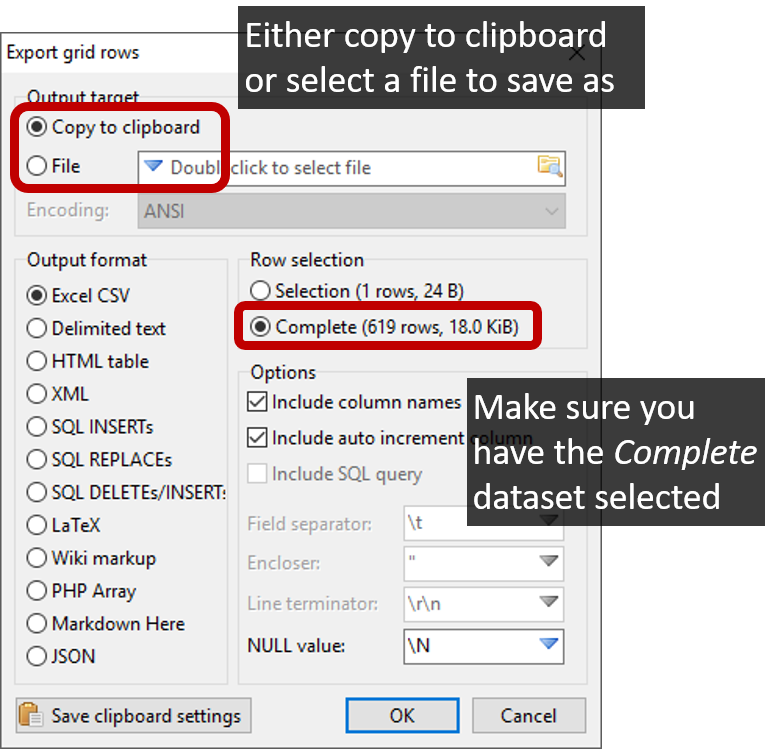 Either copy to clipboard
or select a file to save as
Export grid rows
Output target
Copy to clipboard
File
Double-click to select file
Encoding:
ANSI
Output format
Excel CSV
Delimited text
HTML table
XML
SQL INSERTs
SQL REPLACEs
SQL DELETEs/INSERTs
LaTeX
Wiki markup
PHP Array
Markdown Here
JSON
Row selection
Selection (1 rows, 24 B)
Complete (619 rows, 18.0 KiB)
Options
Include column names
Include auto increment column
Include SQL query
Field separator:
\t
Encloser:
"
Line terminator:
\r\n
NULL value:
\N
Make sure you
have the Complete
dataset selected
Save clipboard settings
OK
Cancel